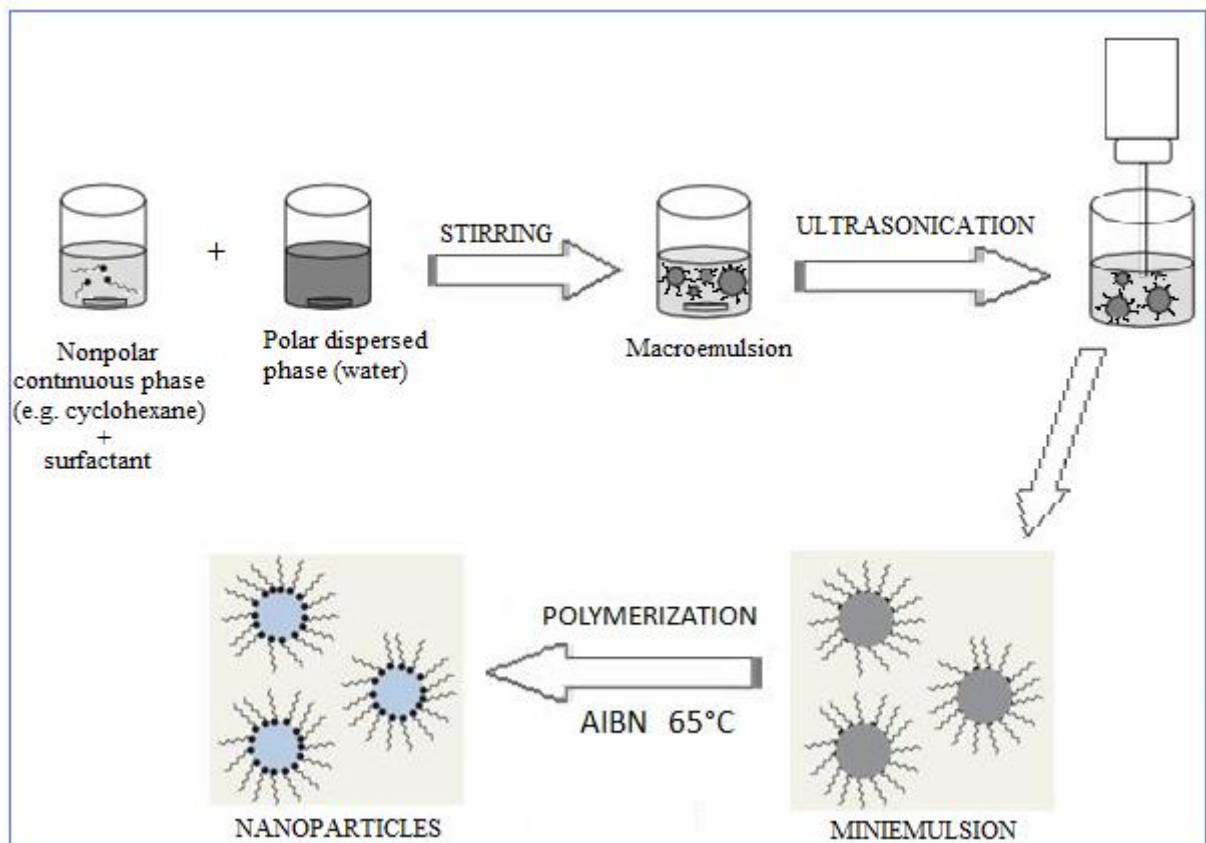 +
STIRRING
ULTRASONICATION
Nonpolar
continuous phase
(e.g. cyclohexane)
+
surfactant
Polar dispersed
phase (water)
Macroemulsion
POLYMERIZATION
AIBN 65°C
NANOPARTICLES
MINIEMULSION